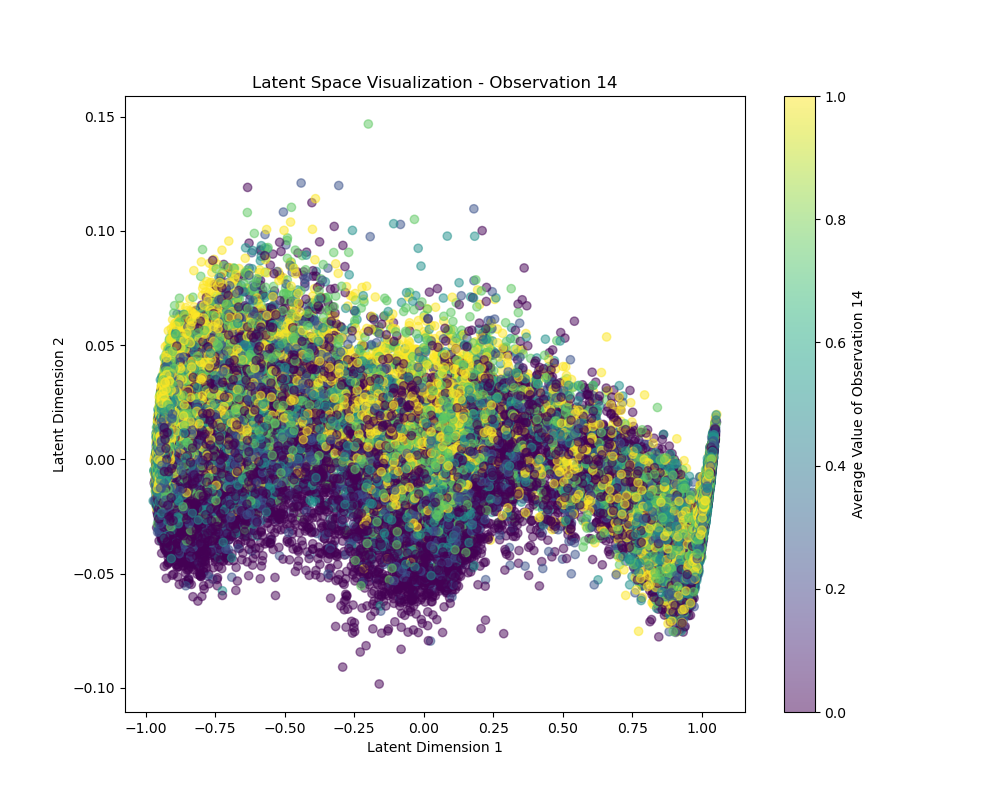 Latent Space Visualization - Observation 14
0.15
0.10
0.05
0.00
−0.05
−0.10
Latent Dimension 2
−1.00 −0.75 −0.50 −0.25 0.00 0.25 0.50 0.75 1.00
Latent Dimension 1
1.0
0.8
0.6
0.4
0.2
0.0
Average Value of Observation 14